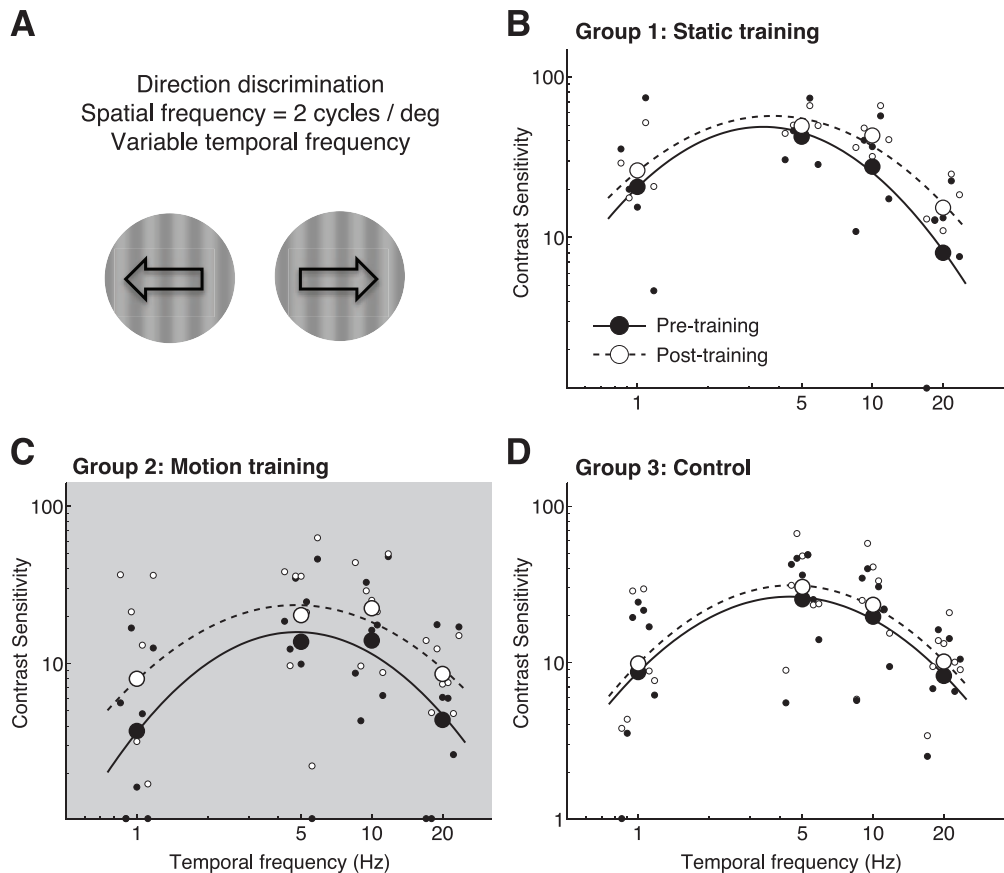 A
Direction discrimination
Spatial frequency = 2 cycles / deg
Variable temporal frequency
B
Group 1: Static training
Contrast Sensitivity
100
10
Pre-training
Post-training
1
5
10
20
C
Group 2: Motion training
Contrast Sensitivity
100
10
1
5
10
20
Temporal frequency (Hz)
D
Group 3: Control
Contrast Sensitivity
100
10
1
1
5
10
20
Temporal frequency (Hz)